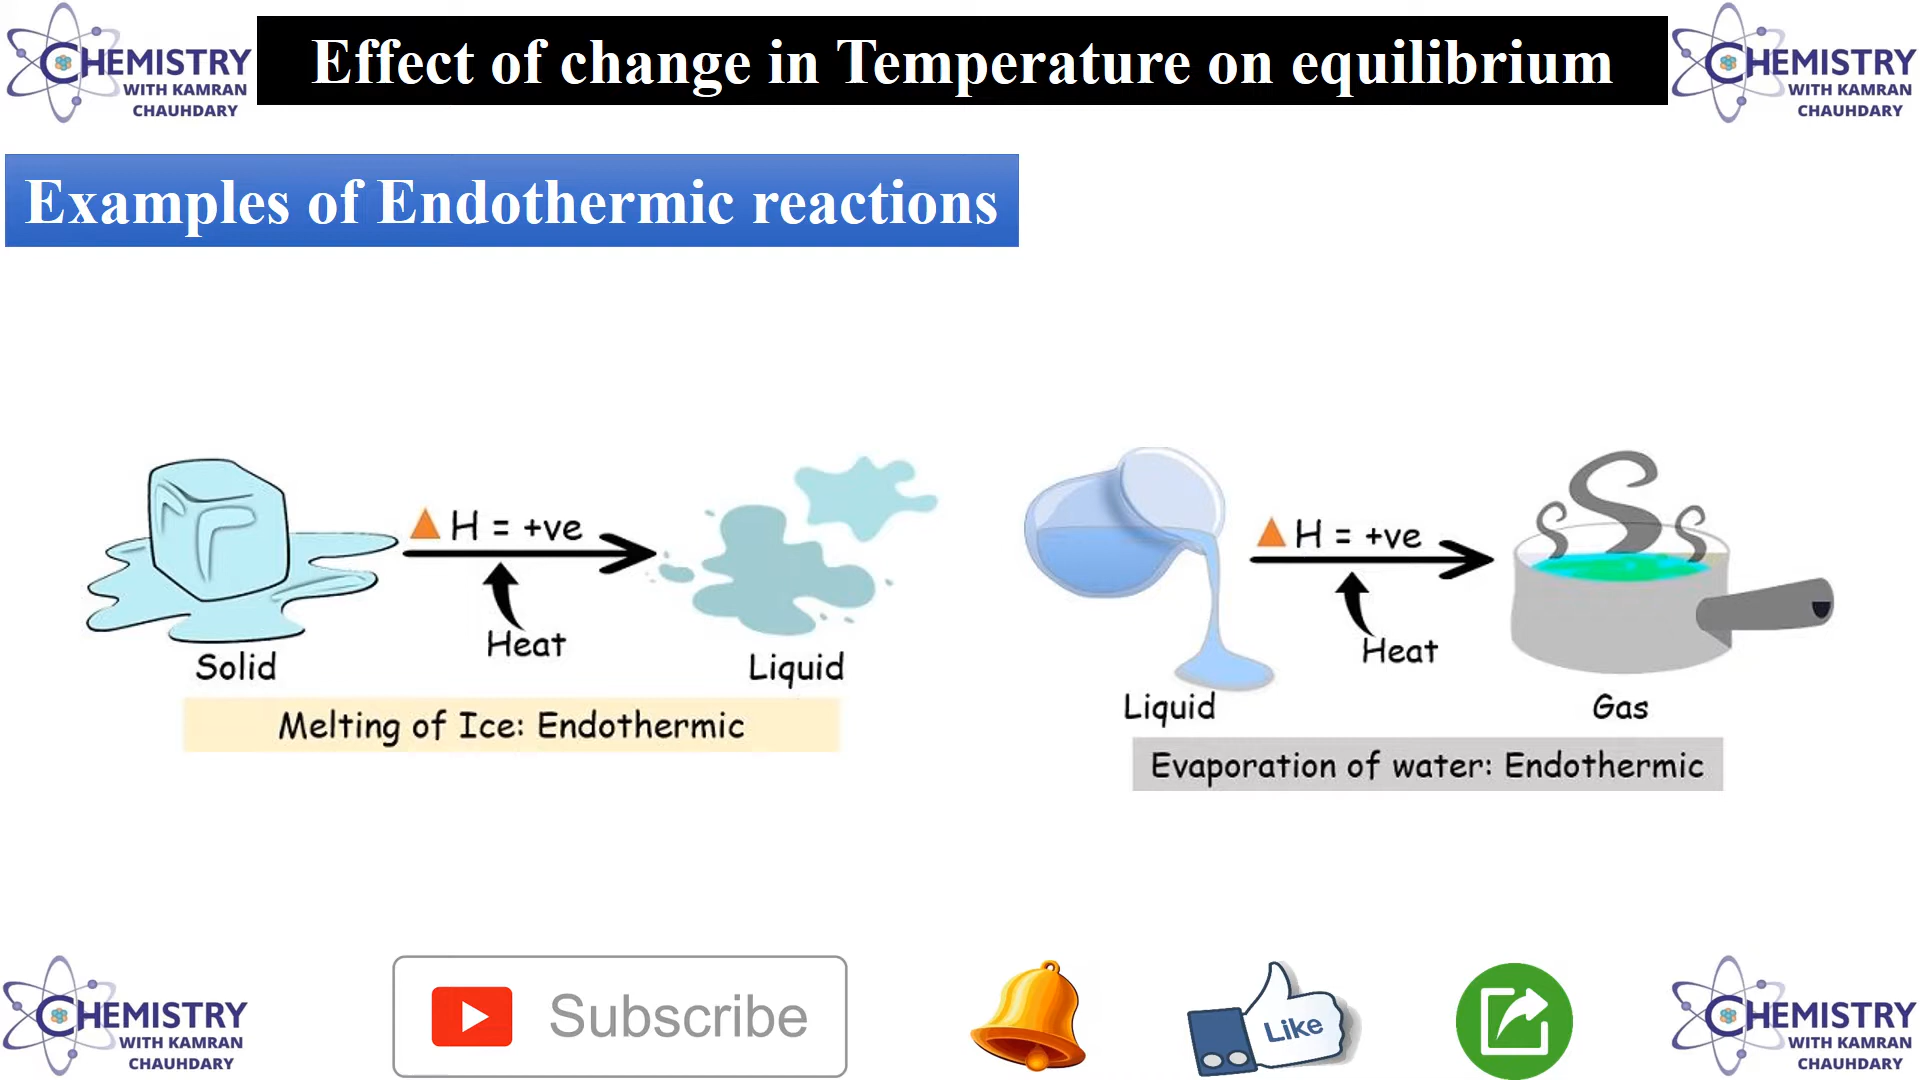 CHEMISTRY
WITH KAMRAN
CHAUHDARY
Effect of change in Temperature on equilibrium
CHEMISTRY
WITH KAMRAN
CHAUHDARY
Examples of Endothermic reactions
▲ H = +ve
Heat
Solid
Liquid
Melting of Ice: Endothermic
▲ H = +ve
Heat
Liquid
Gas
Evaporation of water: Endothermic
CHEMISTRY
WITH KAMRAN
CHAUHDARY
Subscribe
Like
CHEMISTRY
WITH KAMRAN
CHAUHDARY